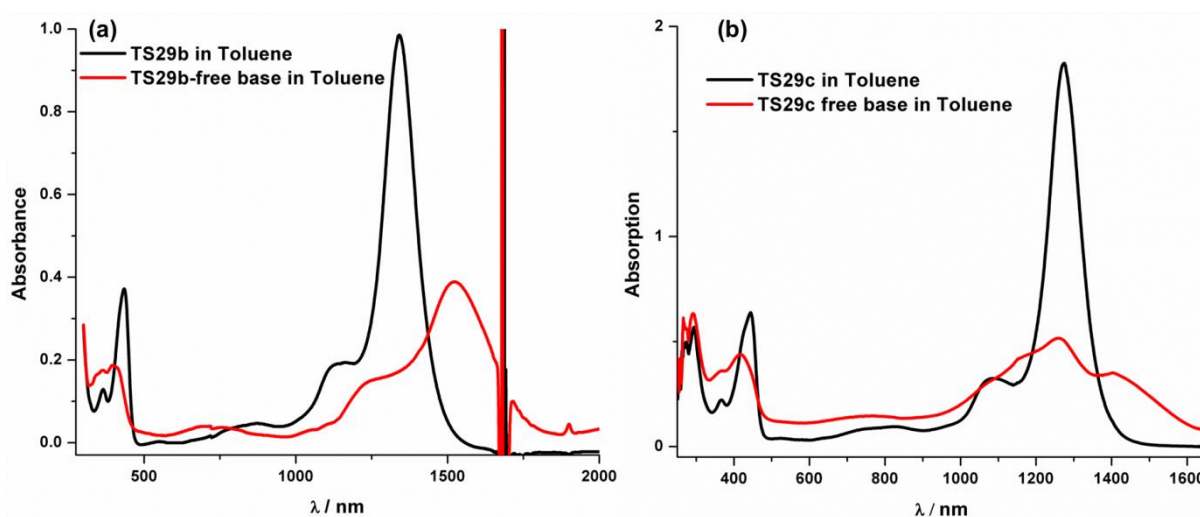 (a)
TS29b in Toluene
TS29b-free base in Toluene
1.0
0.8
0.6
0.4
0.2
0.0
Absorbance
500
1000
1500
2000
λ / nm
(b)
TS29c in Toluene
TS29c free base in Toluene
2
1
0
Absorption
400
600
800
1000
1200
1400
1600
λ / nm